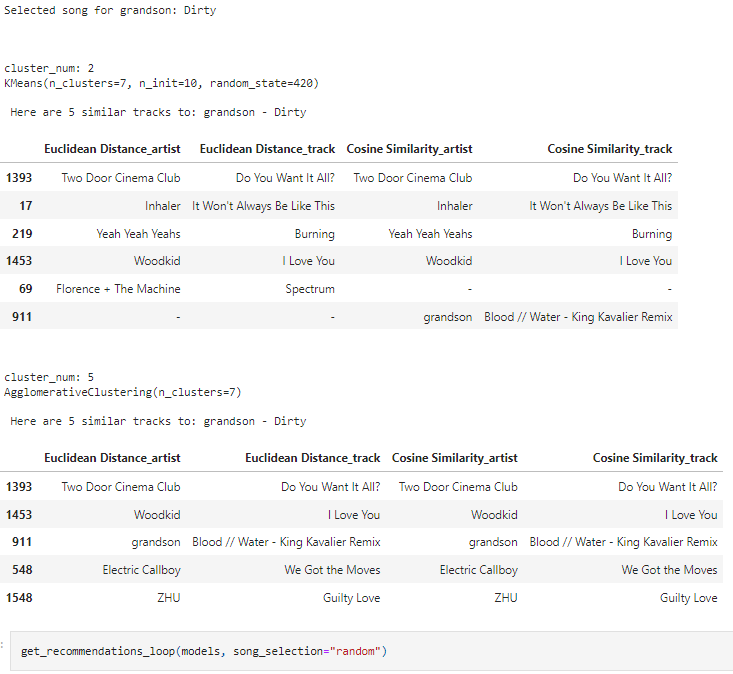 Selected song for grandson: Dirty
cluster_num: 2
KMeans(n_clusters=7, n_init=10, random_state=420)
Here are 5 similar tracks to: grandson - Dirty
Euclidean Distance_artist Euclidean Distance_track Cosine Similarity_artist Cosine Similarity_track
1393 Two Door Cinema Club Do You Want It All? Two Door Cinema Club Do You Want It All?
17 Inhaler It Won't Always Be Like This Inhaler It Won't Always Be Like This
219 Yeah Yeah Yeahs Burning Yeah Yeah Yeahs Burning
1453 Woodkid I Love You Woodkid I Love You
69 Florence + The Machine Spectrum - -
911 - - grandson Blood // Water - King Kavalier Remix
cluster_num: 5
AgglomerativeClustering(n_clusters=7)
Here are 5 similar tracks to: grandson - Dirty
Euclidean Distance_artist Euclidean Distance_track Cosine Similarity_artist Cosine Similarity_track
1393 Two Door Cinema Club Do You Want It All? Two Door Cinema Club Do You Want It All?
1453 Woodkid I Love You Woodkid I Love You
911 grandson Blood // Water - King Kavalier Remix grandson Blood // Water - King Kavalier Remix
548 Electric Callboy We Got the Moves Electric Callboy We Got the Moves
1548 ZHU Guilty Love ZHU Guilty Love
: get_recommendations_loop(models, song_selection="random")